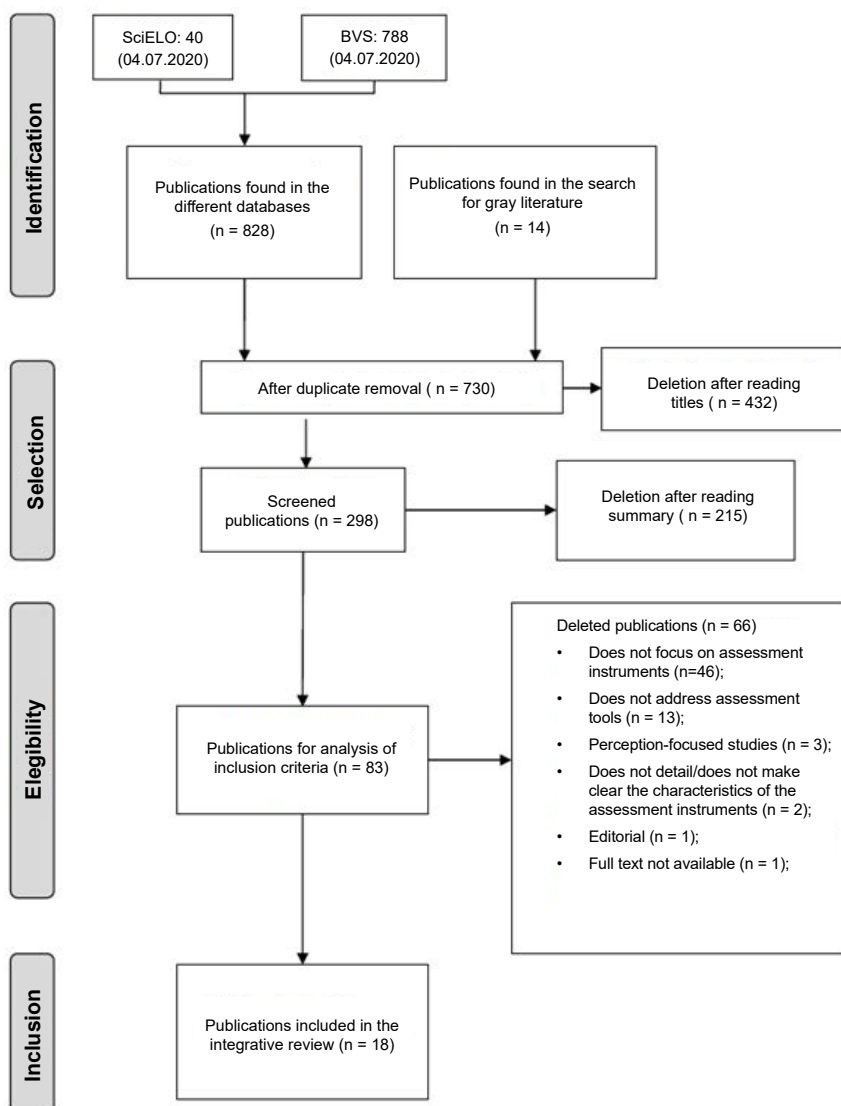 Identification
SciELO: 40
(04.07.2020)
BVS: 788
(04.07.2020)
Publications found in the
different databases
(n = 828)
Publications found in the search
for gray literature
(n = 14)
Selection
After duplicate removal ( n = 730)
Deletion after reading
titles ( n = 432)
Screened
publications (n = 298)
Deletion after reading
summary ( n = 215)
Elegibility
Publications for analysis of
inclusion criteria (n = 83)
Deleted publications (n = 66)
• Does not focus on assessment
instruments (n=46);
• Does not address assessment
tools (n = 13);
• Perception-focused studies (n = 3);
• Does not detail/does not make
clear the characteristics of the
assessment instruments (n = 2);
• Editorial (n = 1);
• Full text not available (n = 1);
Inclusion
Publications included in the
integrative review (n = 18)